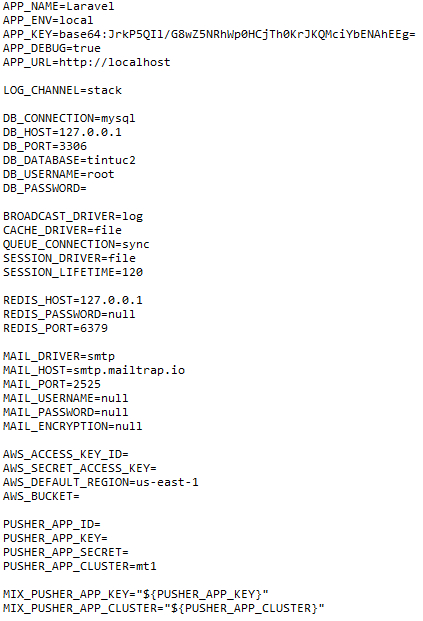 APP_NAME=Laravel
APP_ENV=local
APP_KEY=base64:JrkP5QIl/G8wZ5NRhWp0HCjTh0KrJKQMciYbENAhEEg=
APP_DEBUG=true
APP_URL=http://localhost

LOG_CHANNEL=stack

DB_CONNECTION=mysql
DB_HOST=127.0.0.1
DB_PORT=3306
DB_DATABASE=tintuc2
DB_USERNAME=root
DB_PASSWORD=

BROADCAST_DRIVER=log
CACHE_DRIVER=file
QUEUE_CONNECTION=sync
SESSION_DRIVER=file
SESSION_LIFETIME=120

REDIS_HOST=127.0.0.1
REDIS_PASSWORD=null
REDIS_PORT=6379

MAIL_DRIVER=smtp
MAIL_HOST=smtp.mailtrap.io
MAIL_PORT=2525
MAIL_USERNAME=null
MAIL_PASSWORD=null
MAIL_ENCRYPTION=null

AWS_ACCESS_KEY_ID=
AWS_SECRET_ACCESS_KEY=
AWS_DEFAULT_REGION=us-east-1
AWS_BUCKET=

PUSHER_APP_ID=
PUSHER_APP_KEY=
PUSHER_APP_SECRET=
PUSHER_APP_CLUSTER=mt1

MIX_PUSHER_APP_KEY="${PUSHER_APP_KEY}"
MIX_PUSHER_APP_CLUSTER="${PUSHER_APP_CLUSTER}"